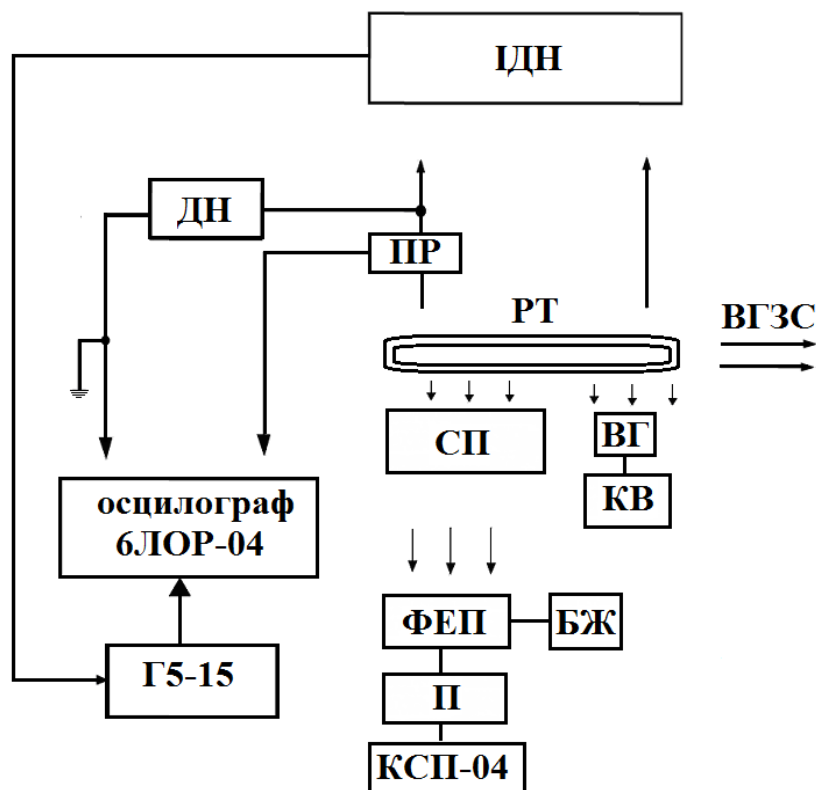 ІДН
ДН
ПР
РТ
ВГЗС
СП
ВГ
КВ
осцилограф
6ЛОР-04
ФЕП
БЖ
Г5-15
П
КСП-04